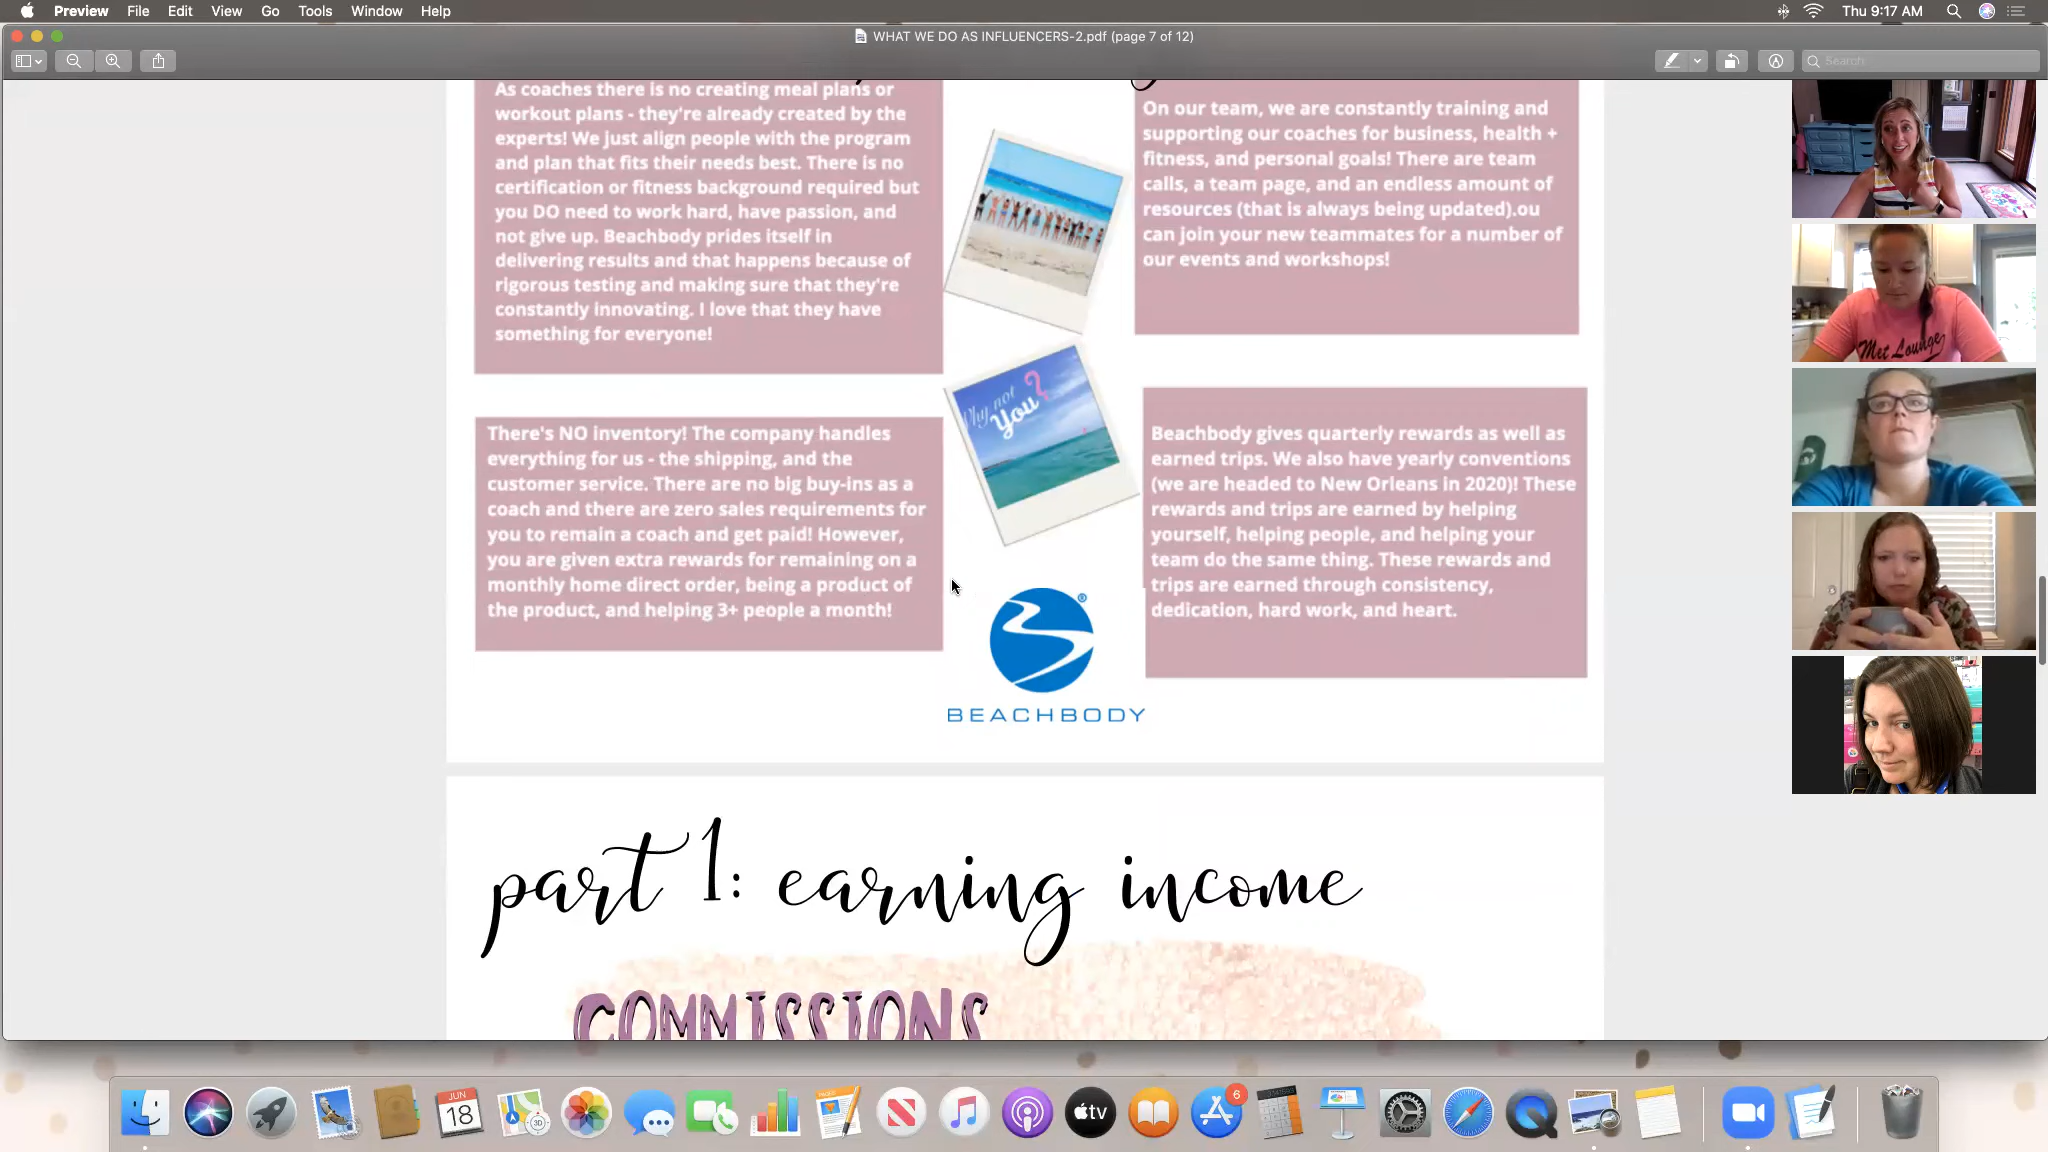 Preview File Edit View Go Tools Window Help
Thu 9:17 AM
WHAT WE DO AS INFLUENCERS-2.pdf (page 7 of 12)
Search
As coaches there is no creating meal plans or
workout plans - they're already created by the
experts! We just align people with the program
and plan that fits their needs best. There is no
certification or fitness background required but
you DO need to work hard, have passion, and
not give up. Beachbody prides itself in
delivering results and that happens because of
rigorous testing and making sure that they're
constantly innovating. I love that they have
something for everyone!
On our team, we are constantly training and
supporting our coaches for business, health +
fitness, and personal goals! There are team
calls, a team page, and an endless amount of
resources (that is always being updated).ou
can join your new teammates for a number of
our events and workshops!
Why not
You?
There's NO inventory! The company handles
everything for us - the shipping, and the
customer service. There are no big buy-ins as a
coach and there are zero sales requirements for
you to remain a coach and get paid! However,
you are given extra rewards for remaining on a
monthly home direct order, being a product of
the product, and helping 3+ people a month!
Beachbody gives quarterly rewards as well as
earned trips. We also have yearly conventions
(we are headed to New Orleans in 2020)! These
rewards and trips are earned by helping
yourself, helping people, and helping your
team do the same thing. These rewards and
trips are earned through consistency,
dedication, hard work, and heart.
BEACHBODY
part 1: earning income
COMMISSIONS
Met Lounge
JUN
18
3D
PAGES
tv
6